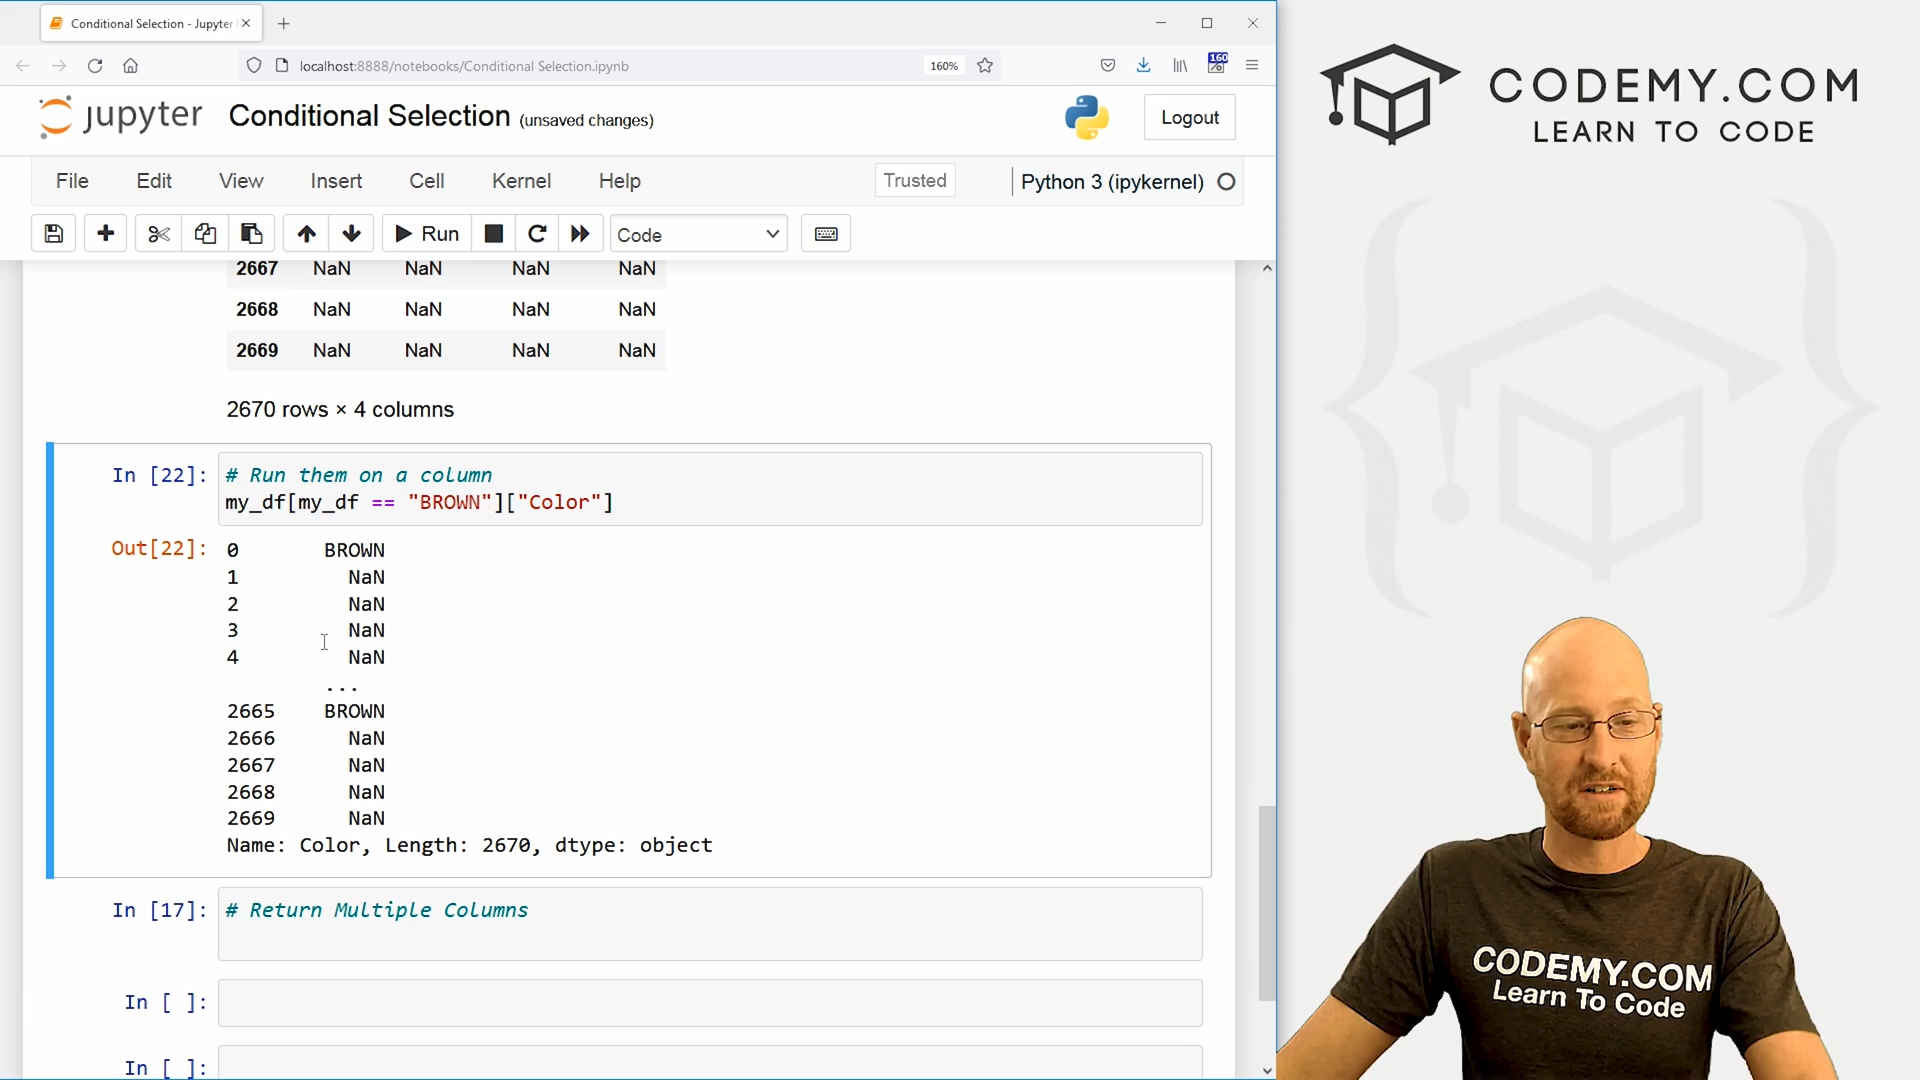 Conditional Selection - Jupyter
localhost:8888/notebooks/Conditional Selection.ipynb
160%
160
jupyter Conditional Selection (unsaved changes)
Logout
File Edit View Insert Cell Kernel Help
Trusted
Python 3 (ipykernel)
Run
Code
2667 NaN NaN NaN NaN
2668 NaN NaN NaN NaN
2669 NaN NaN NaN NaN
2670 rows × 4 columns
In [22]: # Run them on a column
my_df[my_df == "BROWN"]["Color"]
Out[22]: 0 BROWN
1 NaN
2 NaN
3 NaN
4 NaN
...
2665 BROWN
2666 NaN
2667 NaN
2668 NaN
2669 NaN
Name: Color, Length: 2670, dtype: object
In [17]: # Return Multiple Columns
In [ ]:
In [ ]:
CODEMY.COM
LEARN TO CODE
CODEMY.COM
Learn To Code